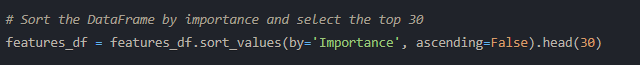 # Sort the DataFrame by importance and select the top 30
features_df = features_df.sort_values(by='Importance', ascending=False).head(30)